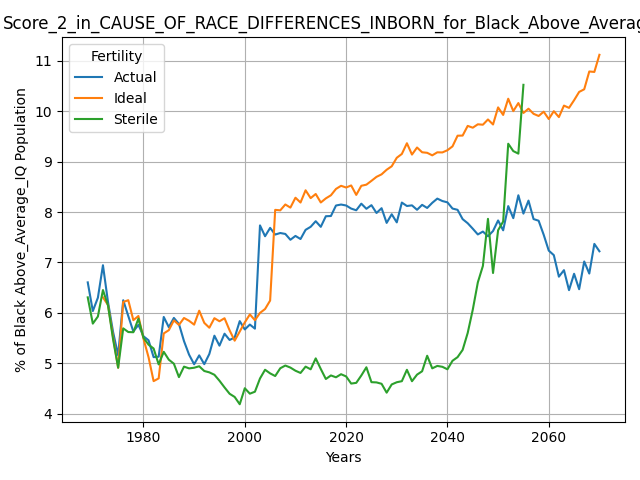 Score_2_in_CAUSE_OF_RACE_DIFFERENCES_INBORN_for_Black_Above_Averag
Fertility
Actual
Ideal
Sterile
% of Black Above_Average_IQ Population
11
10
9
8
7
6
5
4
1980 2000 2020 2040 2060
Years